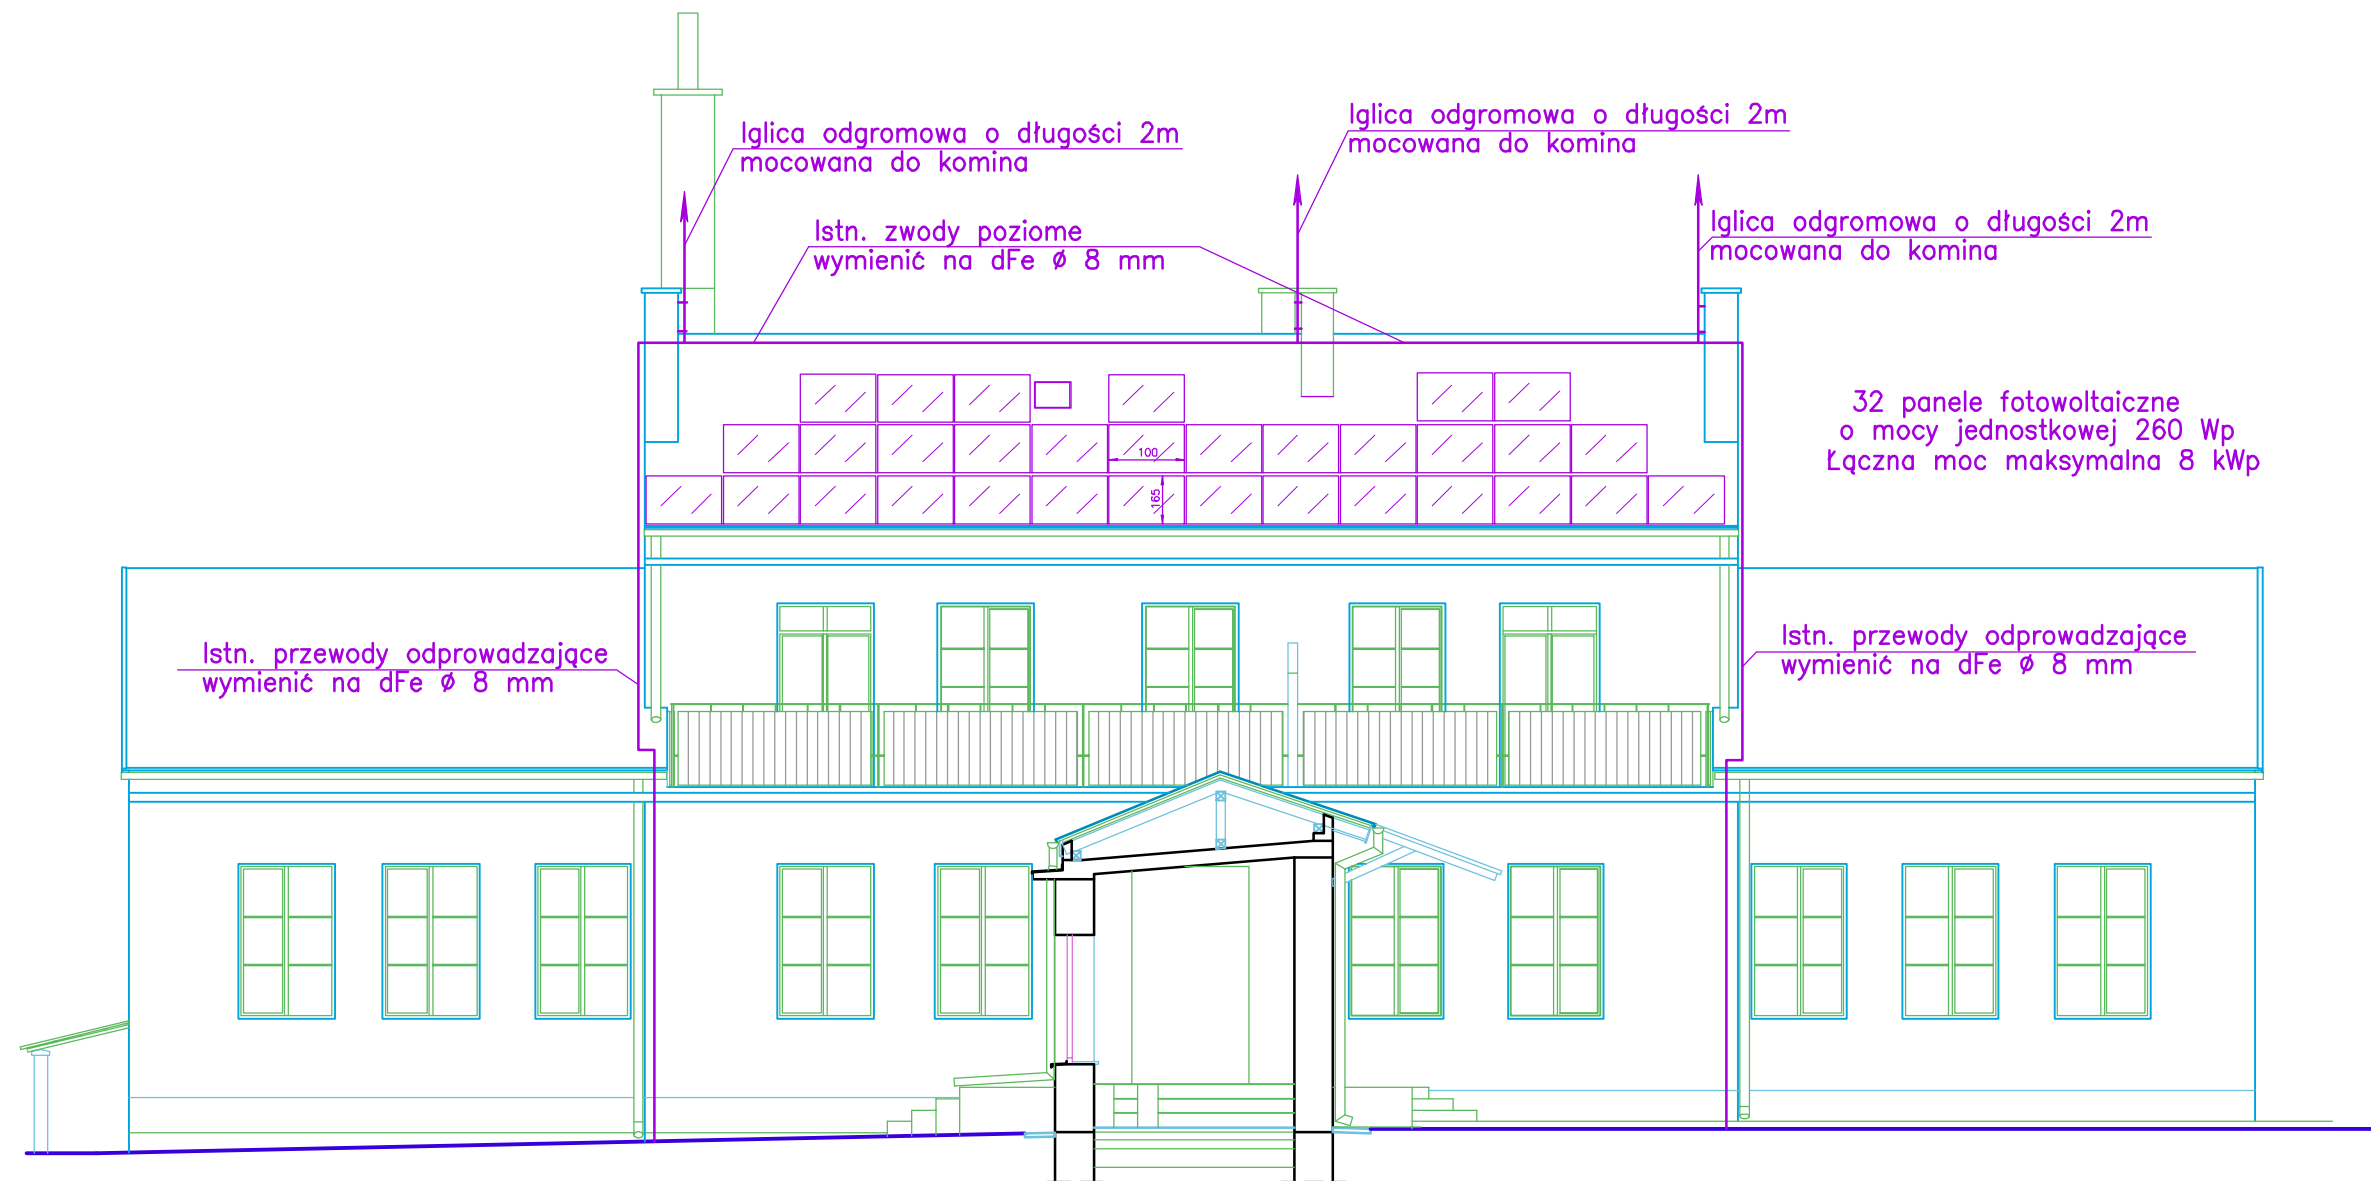 Iglica odgromowa o długości 2m
mocowana do komina
Iglica odgromowa o długości 2m
mocowana do komina
Iglica odgromowa o długości 2m
mocowana do komina
Istn. zwody poziome
wymienić na dFe ø 8 mm
32 panele fotowoltaiczne
o mocy jednostkowej 260 Wp
Łączna moc maksymalna 8 kWp
100
165
Istn. przewody odprowadzające
wymienić na dFe ø 8 mm
Istn. przewody odprowadzające
wymienić na dFe ø 8 mm